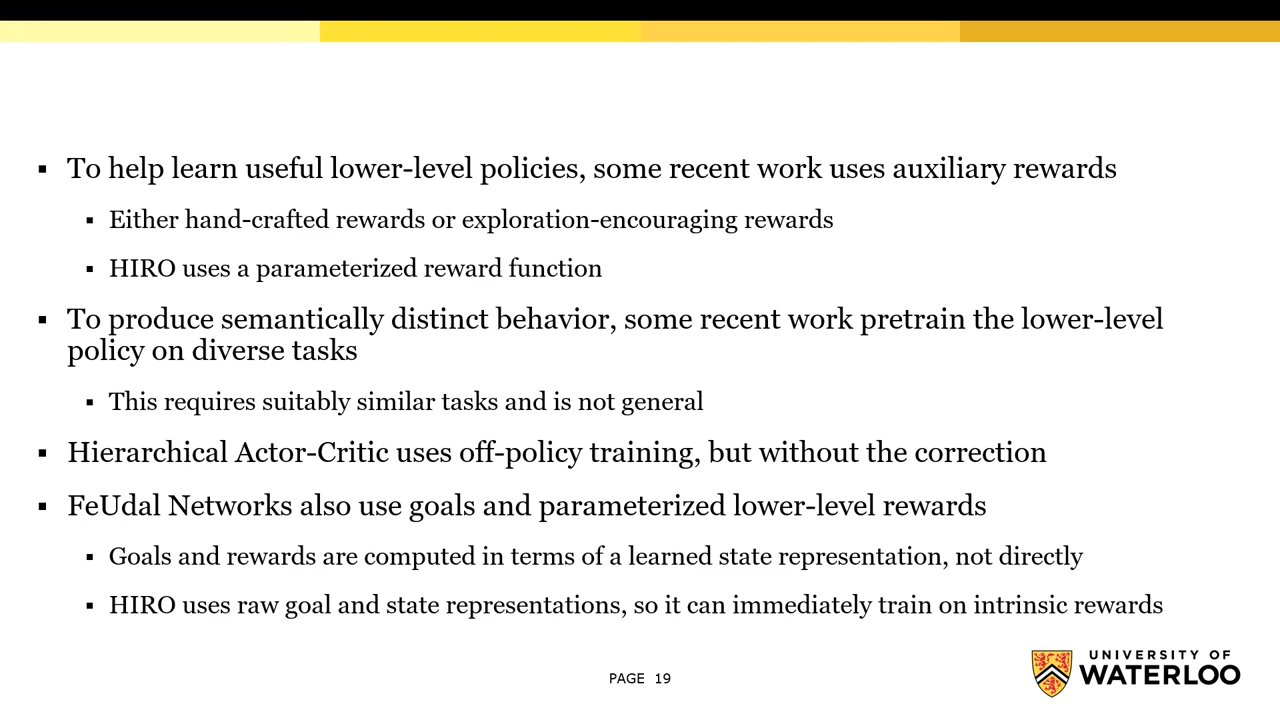 ▪ To help learn useful lower-level policies, some recent work uses auxiliary rewards
▪ Either hand-crafted rewards or exploration-encouraging rewards
▪ HIRO uses a parameterized reward function
▪ To produce semantically distinct behavior, some recent work pretrain the lower-level
policy on diverse tasks
▪ This requires suitably similar tasks and is not general
▪ Hierarchical Actor-Critic uses off-policy training, but without the correction
▪ FeUdal Networks also use goals and parameterized lower-level rewards
▪ Goals and rewards are computed in terms of a learned state representation, not directly
▪ HIRO uses raw goal and state representations, so it can immediately train on intrinsic rewards
PAGE 19
UNIVERSITY OF
WATERLOO